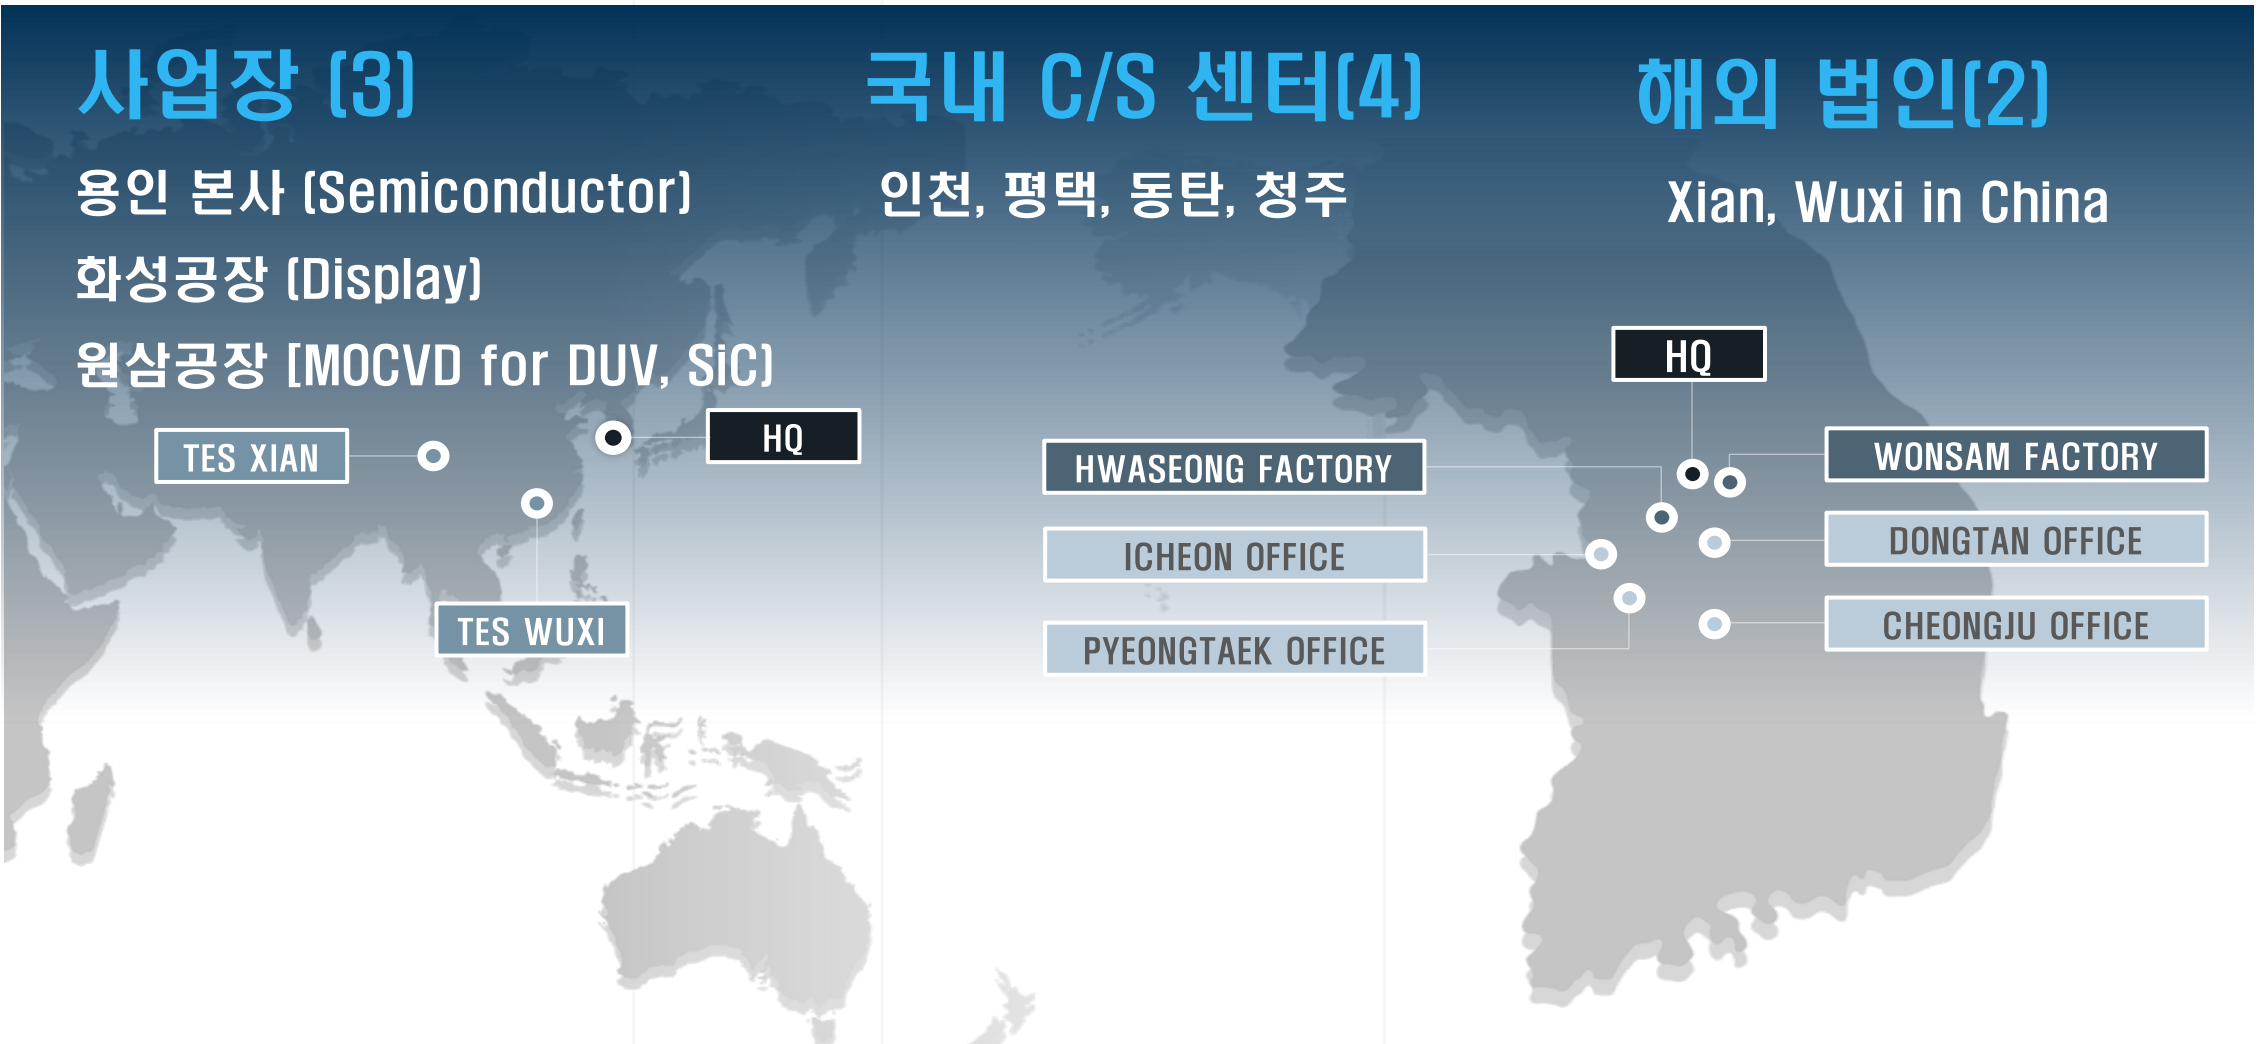 사업장 (3)
용인 본사 (Semiconductor)
화성공장 (Display)
원삼공장 [MOCVD for DUV, SiC)
국내 C/S 센터(4)
인천, 평택, 동탄, 청주
해외 법인(2)
Xian, Wuxi in China
TES XIAN
HQ
TES WUXI
HQ
HWASEONG FACTORY
ICHEON OFFICE
PYEONGTAEK OFFICE
WONSAM FACTORY
DONGTAN OFFICE
CHEONGJU OFFICE